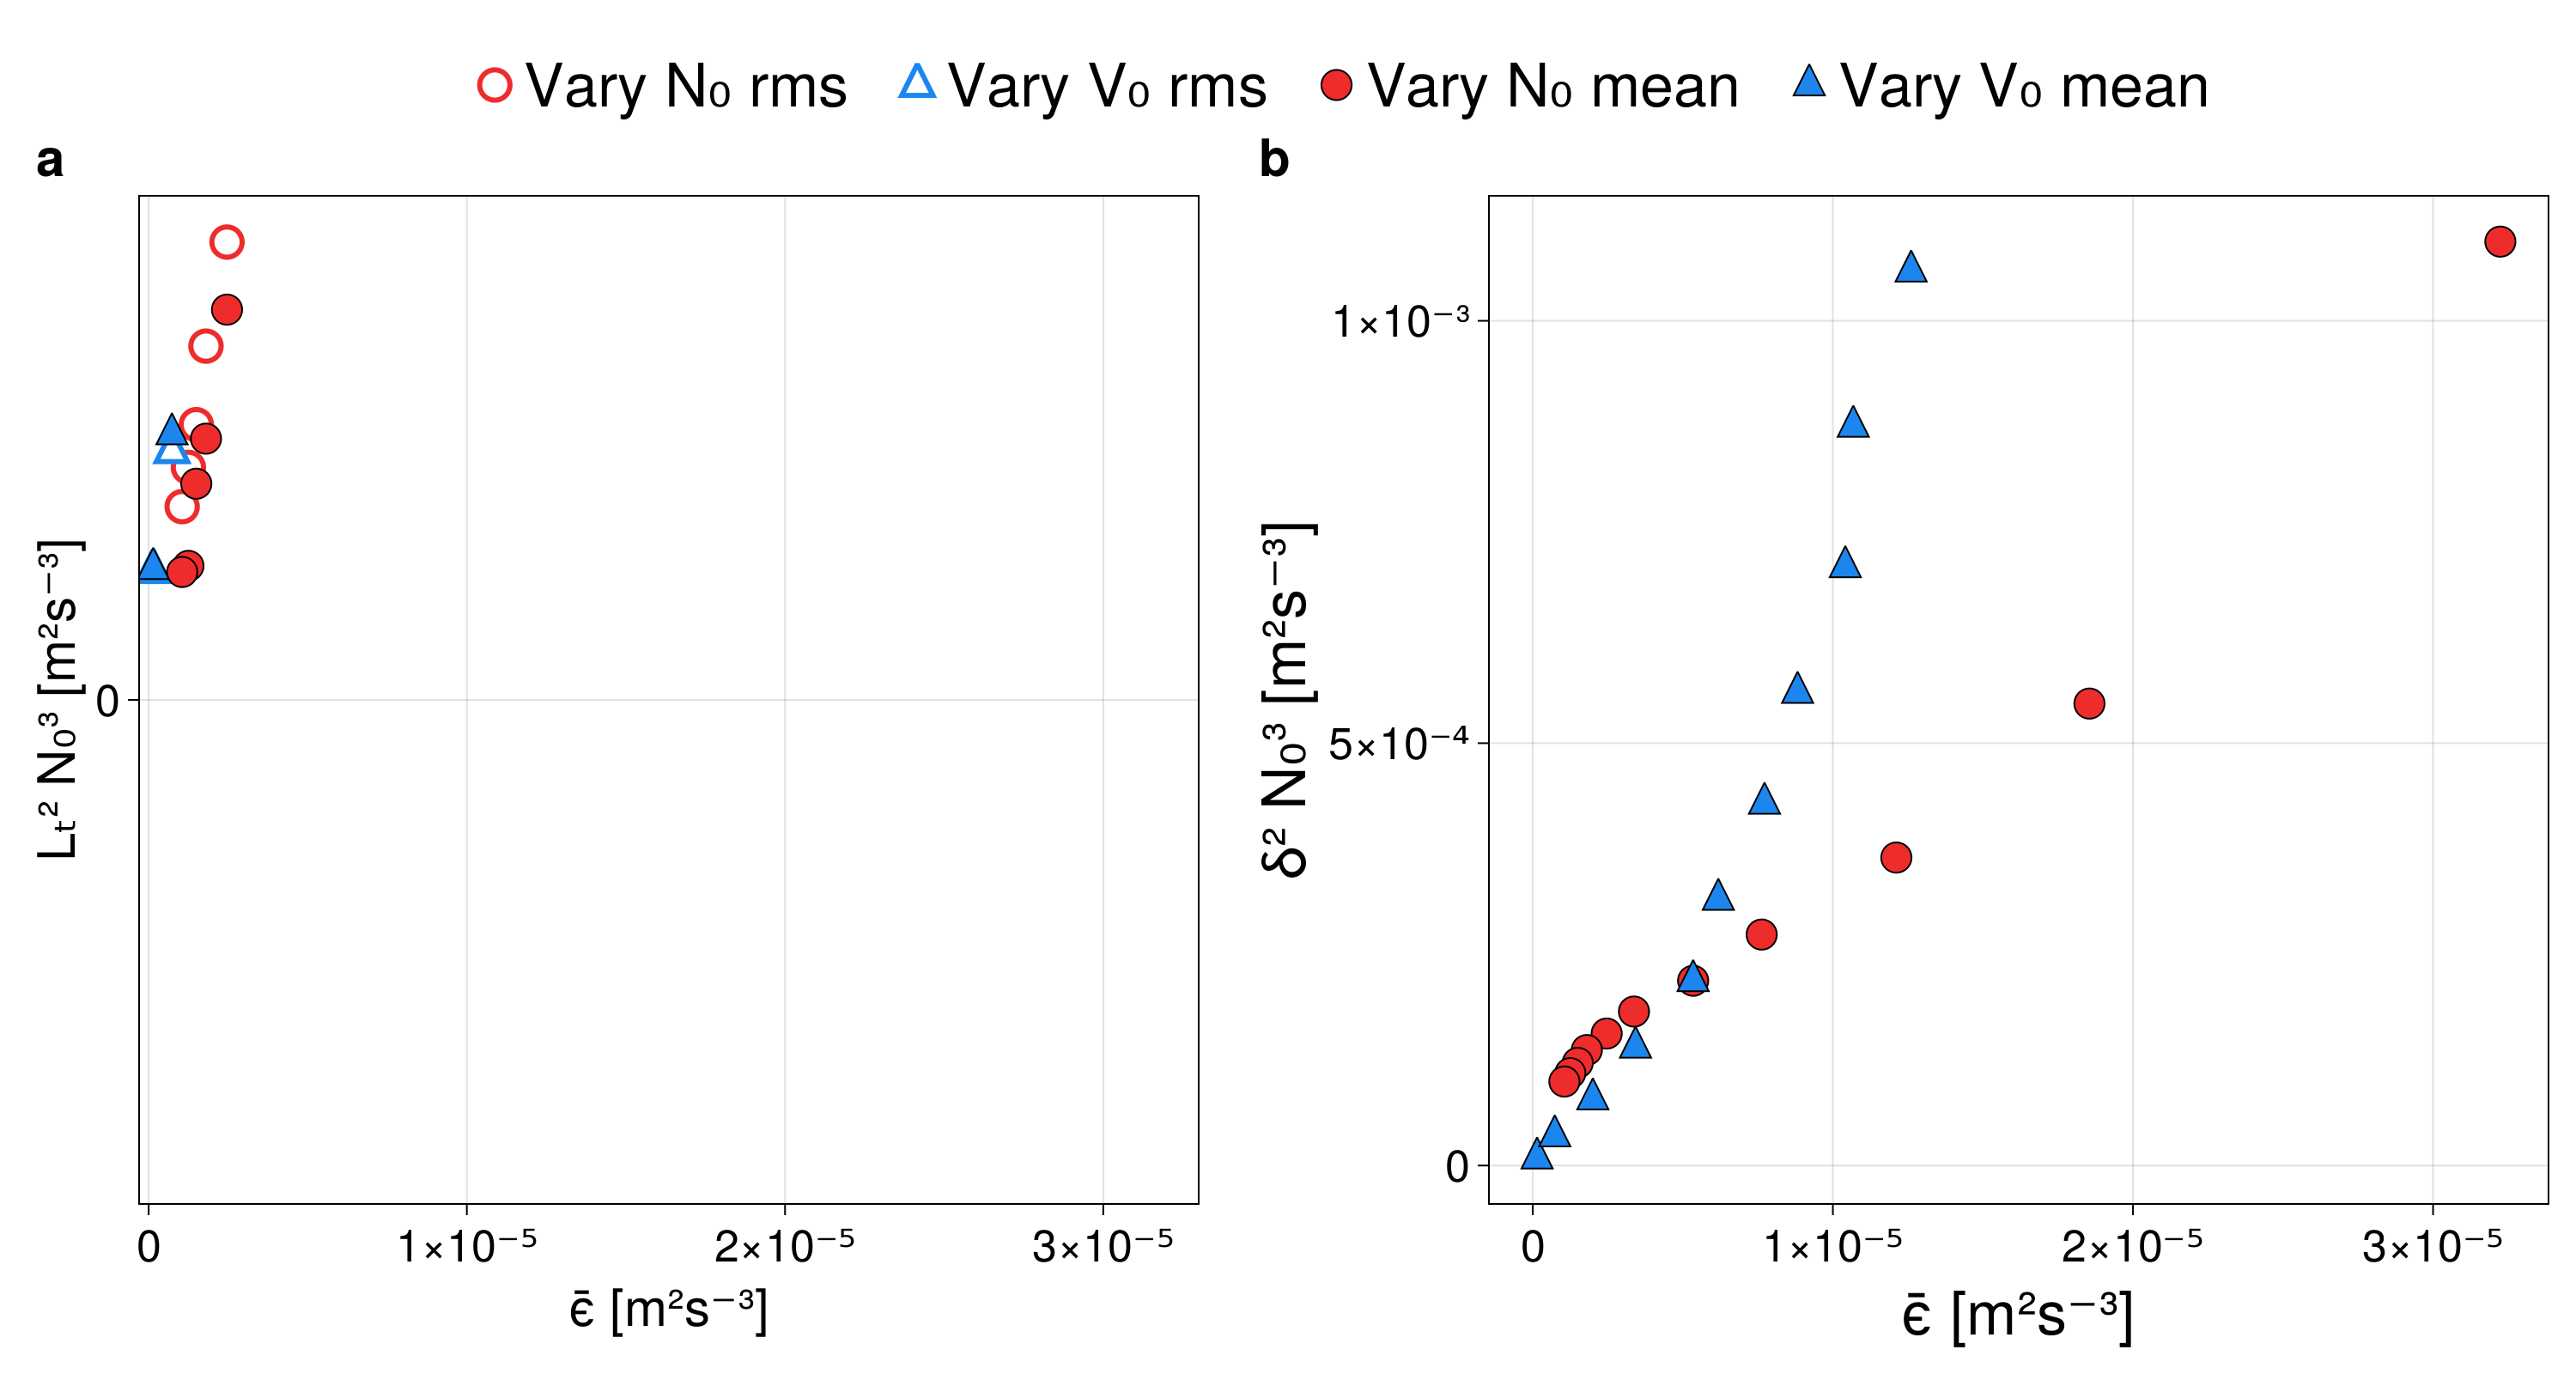 Vary N₀ rms Vary V₀ rms Vary N₀ mean Vary V₀ mean
a
b
Lₜ² N₀³ [m²s⁻³]
0
0
1×10⁻⁵
2×10⁻⁵
3×10⁻⁵
ε̄ [m²s⁻³]
δ² N₀³ [m²s⁻³]
1×10⁻³
5×10⁻⁴
0
0
1×10⁻⁵
2×10⁻⁵
3×10⁻⁵
ε̄ [m²s⁻³]